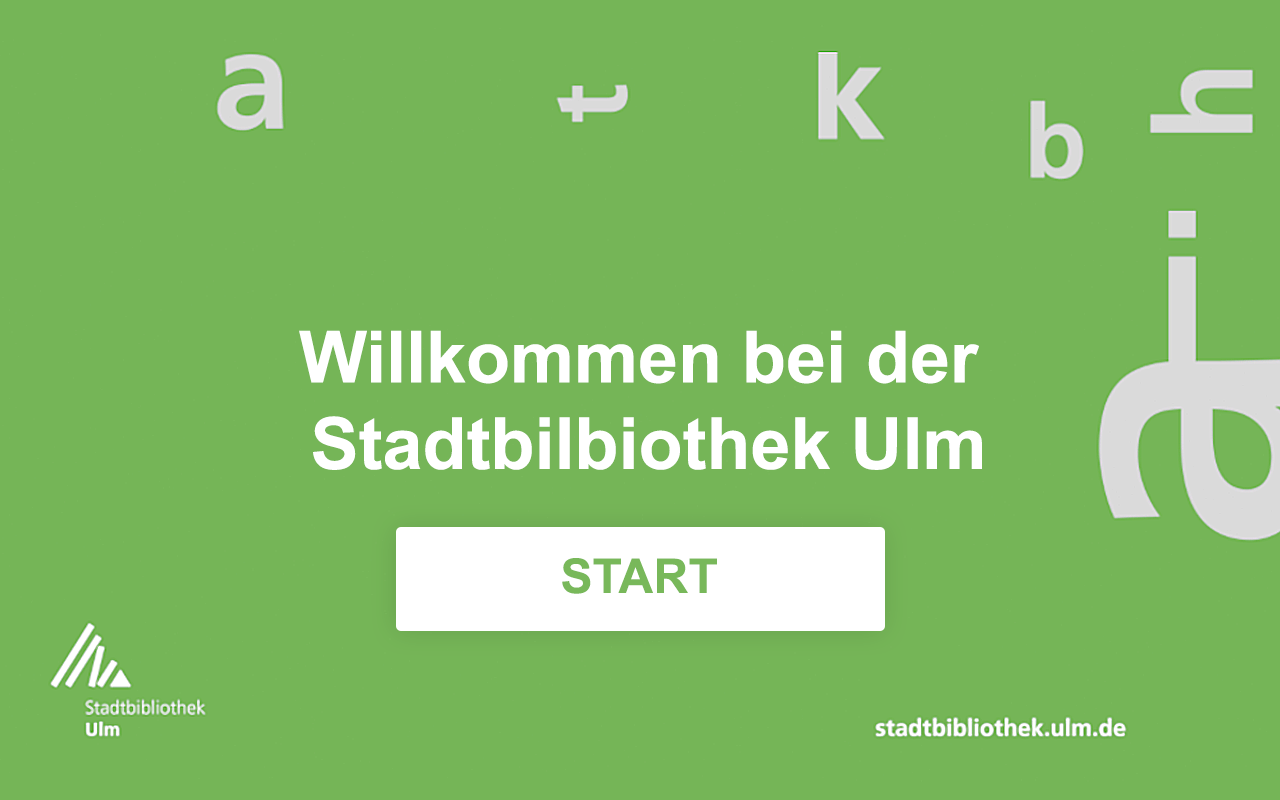 a
t
k
b
h
i
a
Willkommen bei der
Stadtbilbiothek Ulm
START
Stadtbibliothek
Ulm
stadtbibliothek.ulm.de